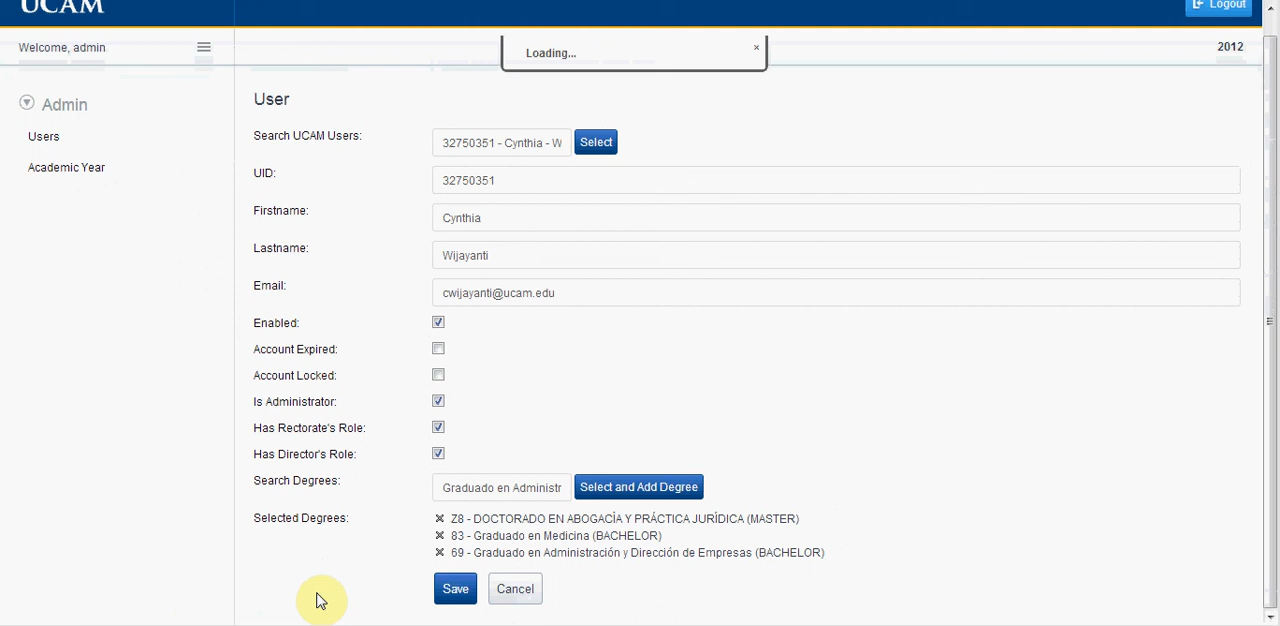 UCAM
Logout
Welcome, admin
Loading...
×
2012
Admin
Users
Academic Year
User
Search UCAM Users:
32750351 - Cynthia - W
Select
UID:
32750351
Firstname:
Cynthia
Lastname:
Wijayanti
Email:
cwijayanti@ucam.edu
Enabled:
Account Expired:
Account Locked:
Is Administrator:
Has Rectorate's Role:
Has Director's Role:
Search Degrees:
Graduado en Administr
Select and Add Degree
Selected Degrees:
Z8 - DOCTORADO EN ABOGACÍA Y PRÁCTICA JURÍDICA (MASTER)
83 - Graduado en Medicina (BACHELOR)
69 - Graduado en Administración y Dirección de Empresas (BACHELOR)
Save
Cancel